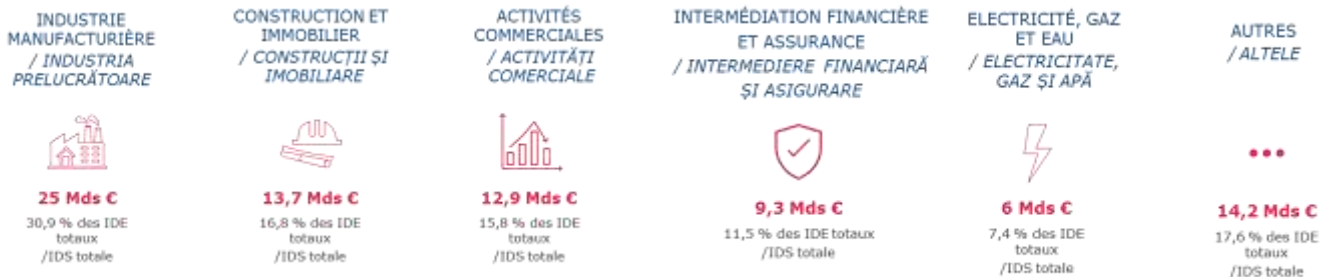 INDUSTRIE
MANUFACTURIÈRE
/ INDUSTRIA
PRELUCRĂTOARE
25 Mds €
30,9 % des IDE
totaux
/IDS totale
CONSTRUCTION ET
IMMOBILIER
/ CONSTRUCȚII ȘI
IMOBILIARE
13,7 Mds €
16,8 % des IDE
totaux
/IDS totale
ACTIVITÉS
COMMERCIALES
/ ACTIVITĂȚI
COMERCIALE
12,9 Mds €
15,8 % des IDE
totaux
/IDS totale
INTERMÉDIATION FINANCIÈRE
ET ASSURANCE
/ INTERMEDIERE FINANCIARĂ
ȘI ASIGURARE
9,3 Mds €
11,5 % des IDE totaux
/IDS totale
ELECTRICITÉ, GAZ
ET EAU
/ ELECTRICITATE,
GAZ ȘI APĂ
6 Mds €
7,4 % des IDE
totaux
/IDS totale
AUTRES
/ ALTELE
14,2 Mds €
17,6 % des IDE
totaux
/IDS totale